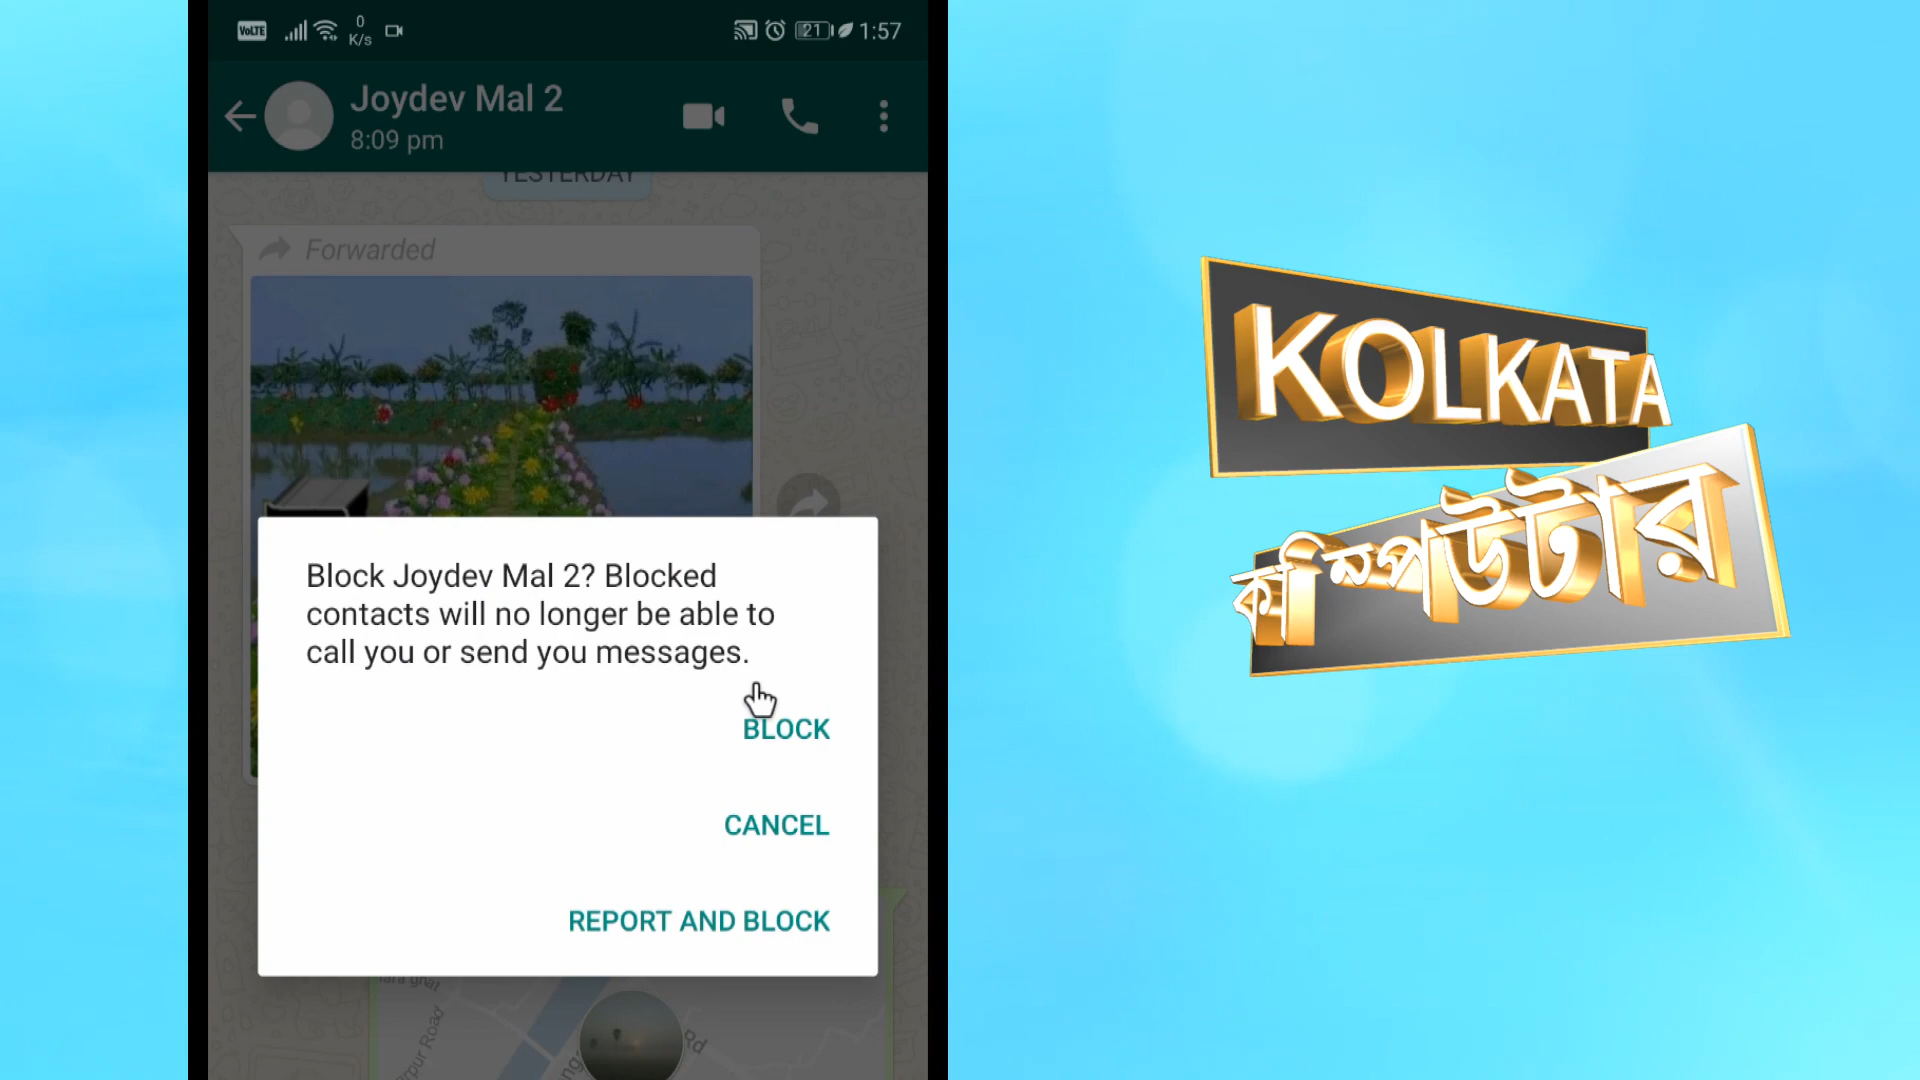 VoLTE
0
K/s
21
1:57
Joydev Mal 2
8:09 pm
YESTERDAY
Forwarded
Block Joydev Mal 2? Blocked
contacts will no longer be able to
call you or send you messages.
BLOCK
CANCEL
REPORT AND BLOCK
Rd
KOLKATA
কম্পিউটার